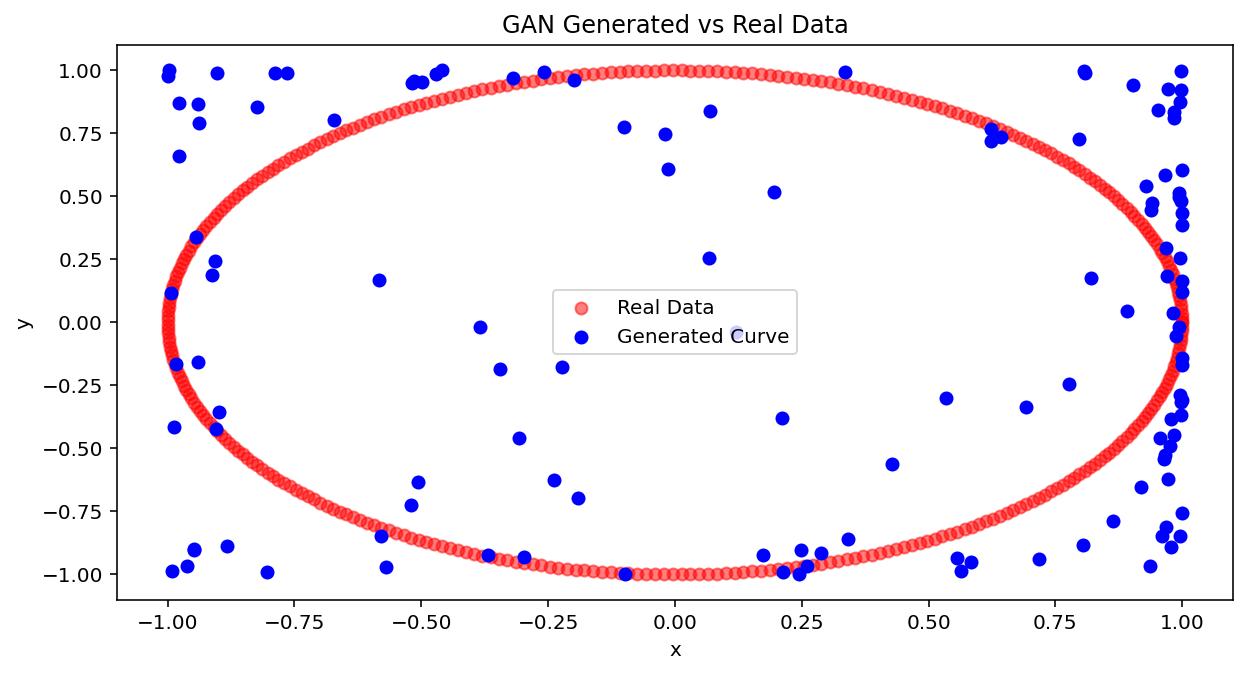 GAN Generated vs Real Data
1.00
0.75
0.50
0.25
0.00
−0.25
−0.50
−0.75
−1.00
y
Real Data
Generated Curve
−1.00 −0.75 −0.50 −0.25 0.00 0.25 0.50 0.75 1.00
x